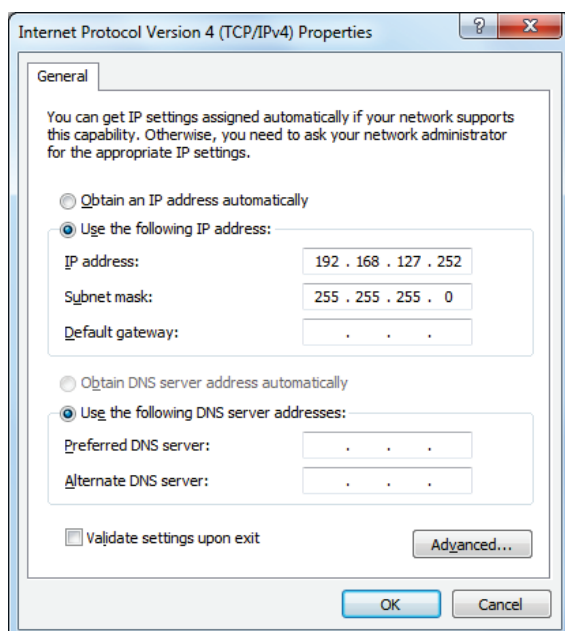 Internet Protocol Version 4 (TCP/IPv4) Properties
?
X
General
You can get IP settings assigned automatically if your network supports
this capability. Otherwise, you need to ask your network administrator
for the appropriate IP settings.
Obtain an IP address automatically
Use the following IP address:
IP address: 192 . 168 . 127 . 252
Subnet mask: 255 . 255 . 255 . 0
Default gateway: . . .
Obtain DNS server address automatically
Use the following DNS server addresses:
Preferred DNS server: . . .
Alternate DNS server: . . .
Validate settings upon exit
Advanced...
OK Cancel